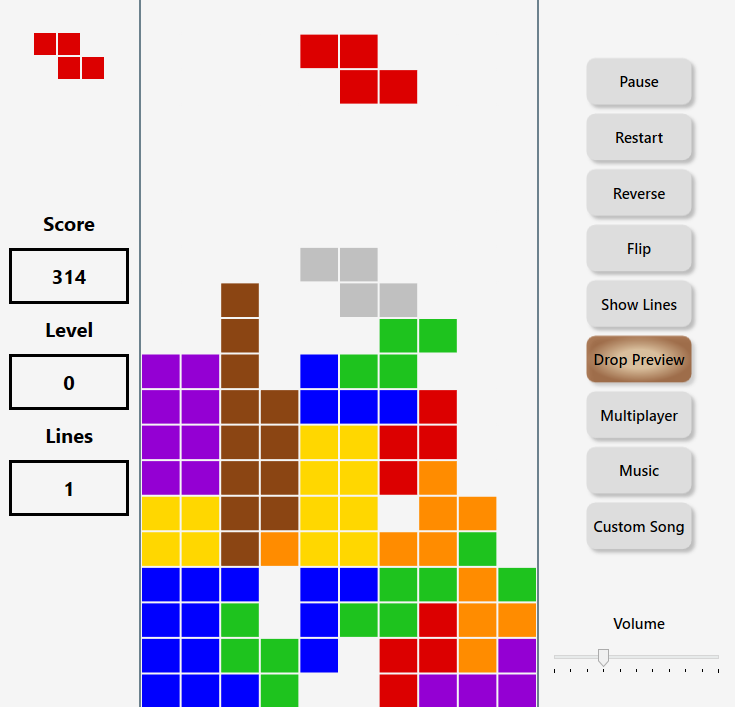 Score
314
Level
0
Lines
1
Pause
Restart
Reverse
Flip
Show Lines
Drop Preview
Multiplayer
Music
Custom Song
Volume